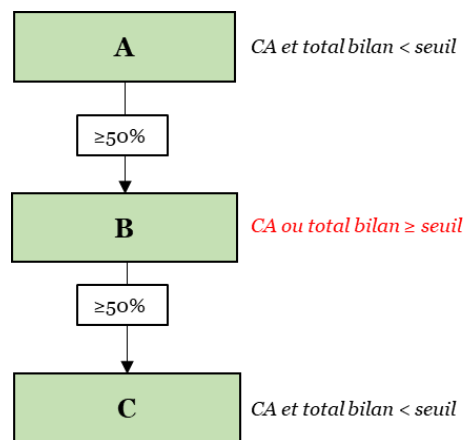 A
CA et total bilan < seuil
≥50%
B
CA ou total bilan ≥ seuil
≥50%
C
CA et total bilan < seuil